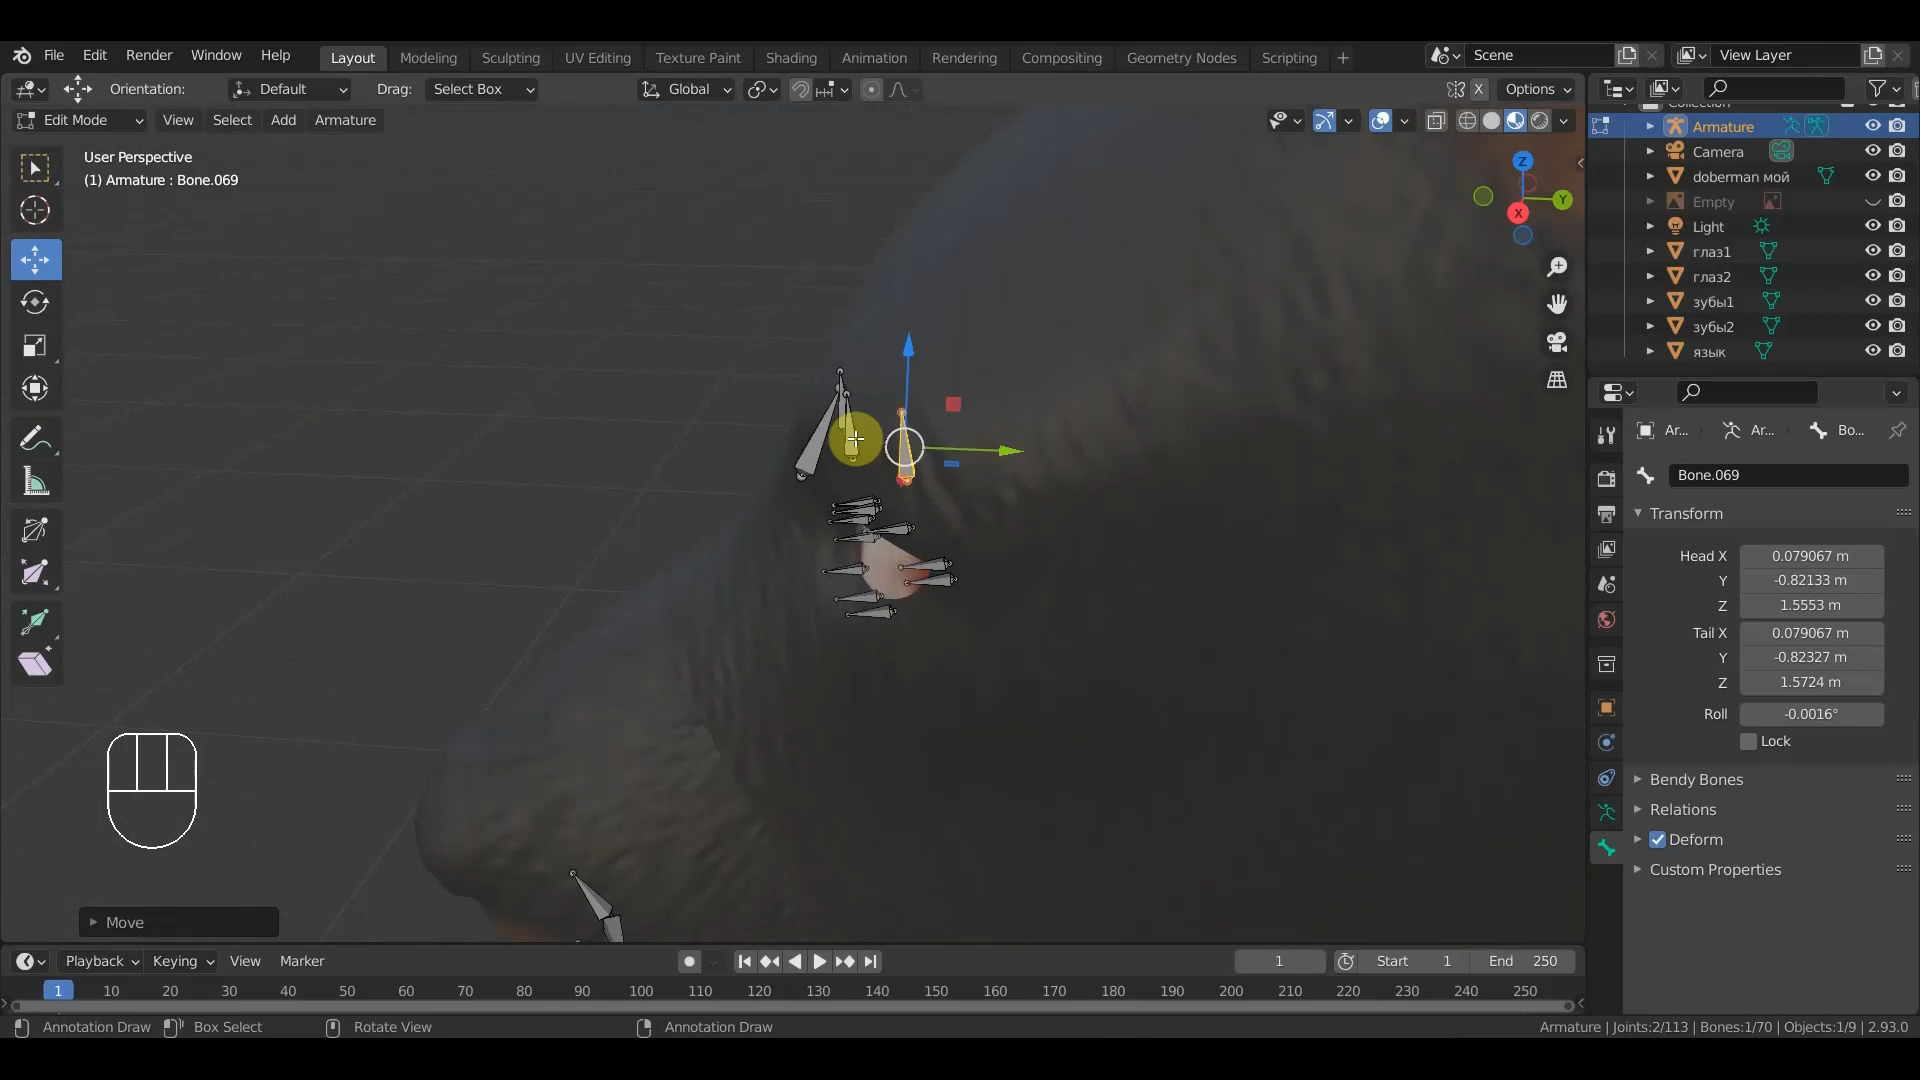 File Edit Render Window Help Layout Modeling Sculpting UV Editing Texture Paint Shading Animation Rendering Compositing Geometry Nodes Scripting + Scene View Layer
Orientation: Default Drag: Select Box Global X Options
Edit Mode View Select Add Armature
User Perspective
(1) Armature : Bone.069
Z
Y
X
Collection
Armature
Camera
doberman мой
Empty
Light
глаз1
глаз2
зубы1
зубы2
язык
Ar... Ar... Bo...
Bone.069
Transform
Head X 0.079067 m
Y -0.82133 m
Z 1.5553 m
Tail X 0.079067 m
Y -0.82327 m
Z 1.5724 m
Roll -0.0016°
Lock
Bendy Bones
Relations
Deform
Custom Properties
Move
Playback Keying View Marker 1 Start 1 End 250
1 10 20 30 40 50 60 70 80 90 100 110 120 130 140 150 160 170 180 190 200 210 220 230 240 250
Annotation Draw Box Select Rotate View Annotation Draw Armature | Joints:2/113 | Bones:1/70 | Objects:1/9 | 2.93.0